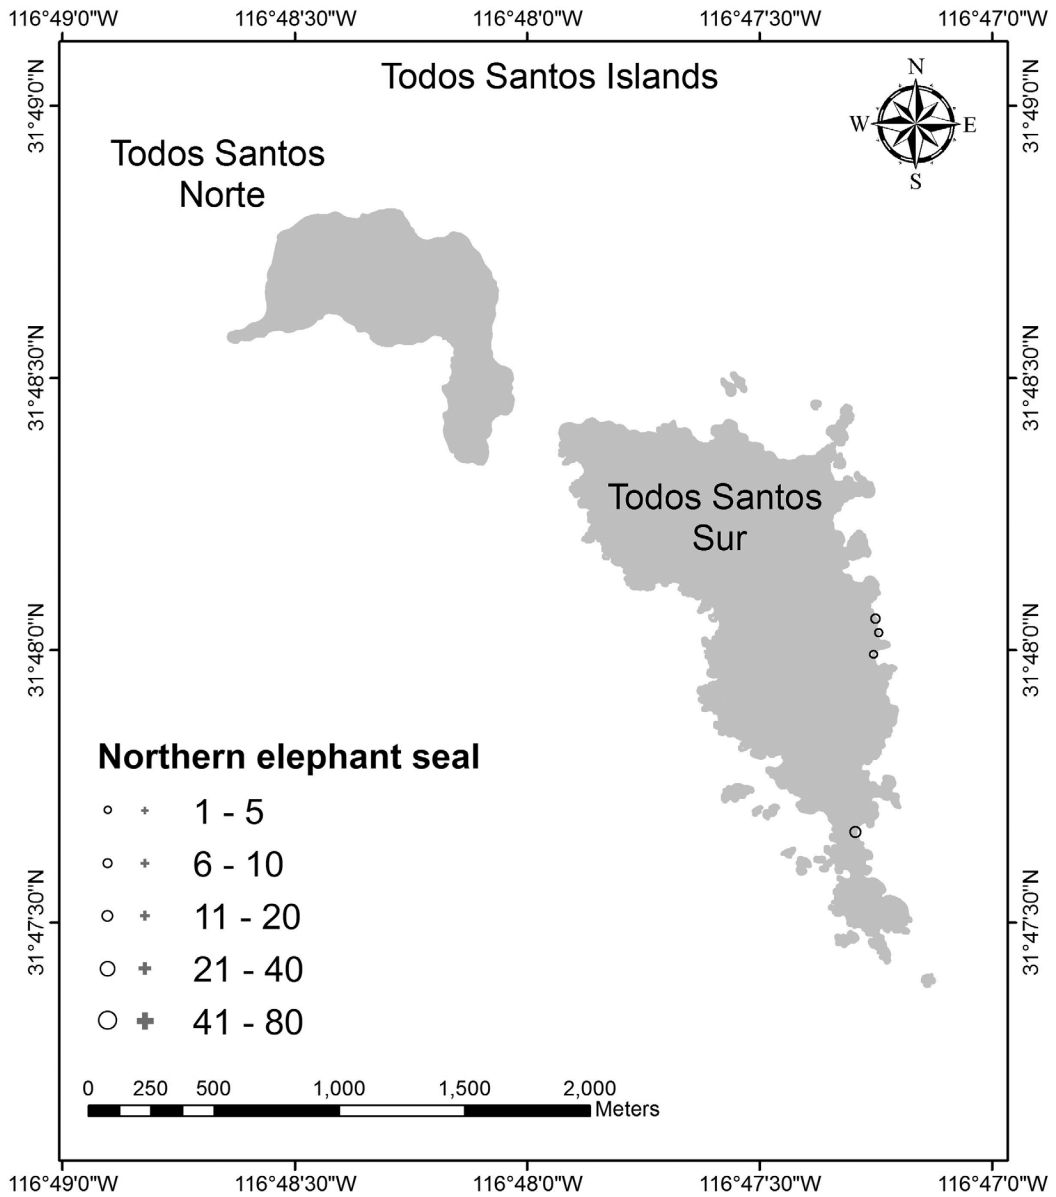 116°49'0"W 116°48'30"W 116°48'0"W 116°47'30"W 116°47'0"W
Todos Santos Islands
N
W E
S
31°49'0"N 31°49'0"N
Todos Santos
Norte
31°48'30"N 31°48'30"N
Todos Santos
Sur
31°48'0"N 31°48'0"N
Northern elephant seal
1 - 5
6 - 10
11 - 20
21 - 40
41 - 80
31°47'30"N 31°47'30"N
0 250 500 1,000 1,500 2,000
Meters
116°49'0"W 116°48'30"W 116°48'0"W 116°47'30"W 116°47'0"W